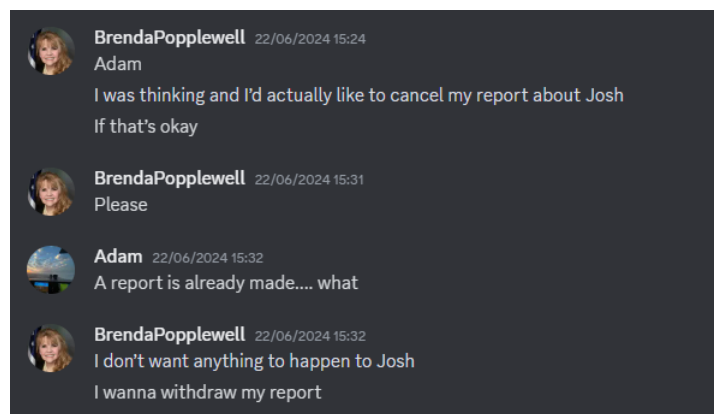 BrendaPopplewell 22/06/2024 15:24
Adam
I was thinking and I’d actually like to cancel my report about Josh
If that’s okay
BrendaPopplewell 22/06/2024 15:31
Please
Adam 22/06/2024 15:32
A report is already made.... what
BrendaPopplewell 22/06/2024 15:32
I don’t want anything to happen to Josh
I wanna withdraw my report